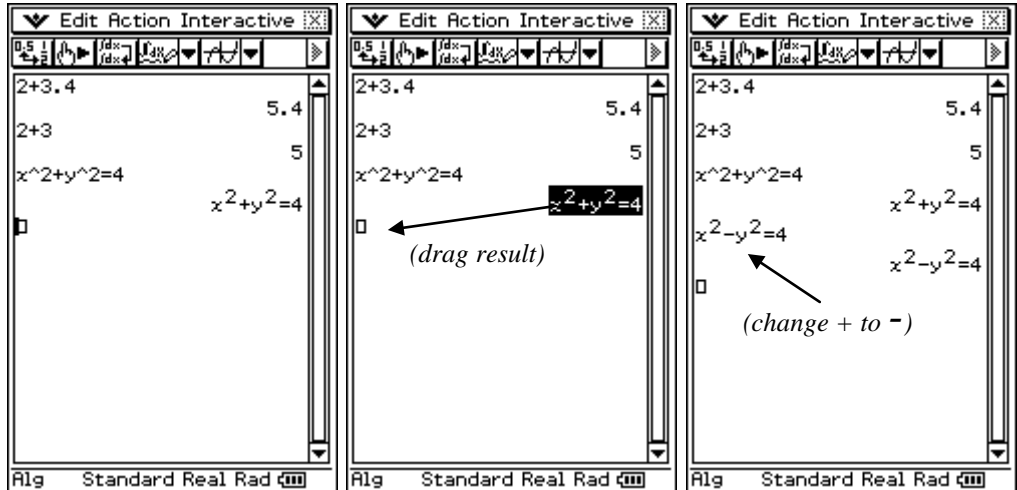 Edit Action Interactive
2+3.4
5.4
2+3
5
x^2+y^2=4
x²+y²=4
Alg Standard Real Rad
Edit Action Interactive
2+3.4
5.4
2+3
5
x^2+y^2=4
x²+y²=4
(drag result)
Alg Standard Real Rad
Edit Action Interactive
2+3.4
5.4
2+3
5
x^2+y^2=4
x²+y²=4
x²-y²=4
x²-y²=4
(change + to -)
Alg Standard Real Rad